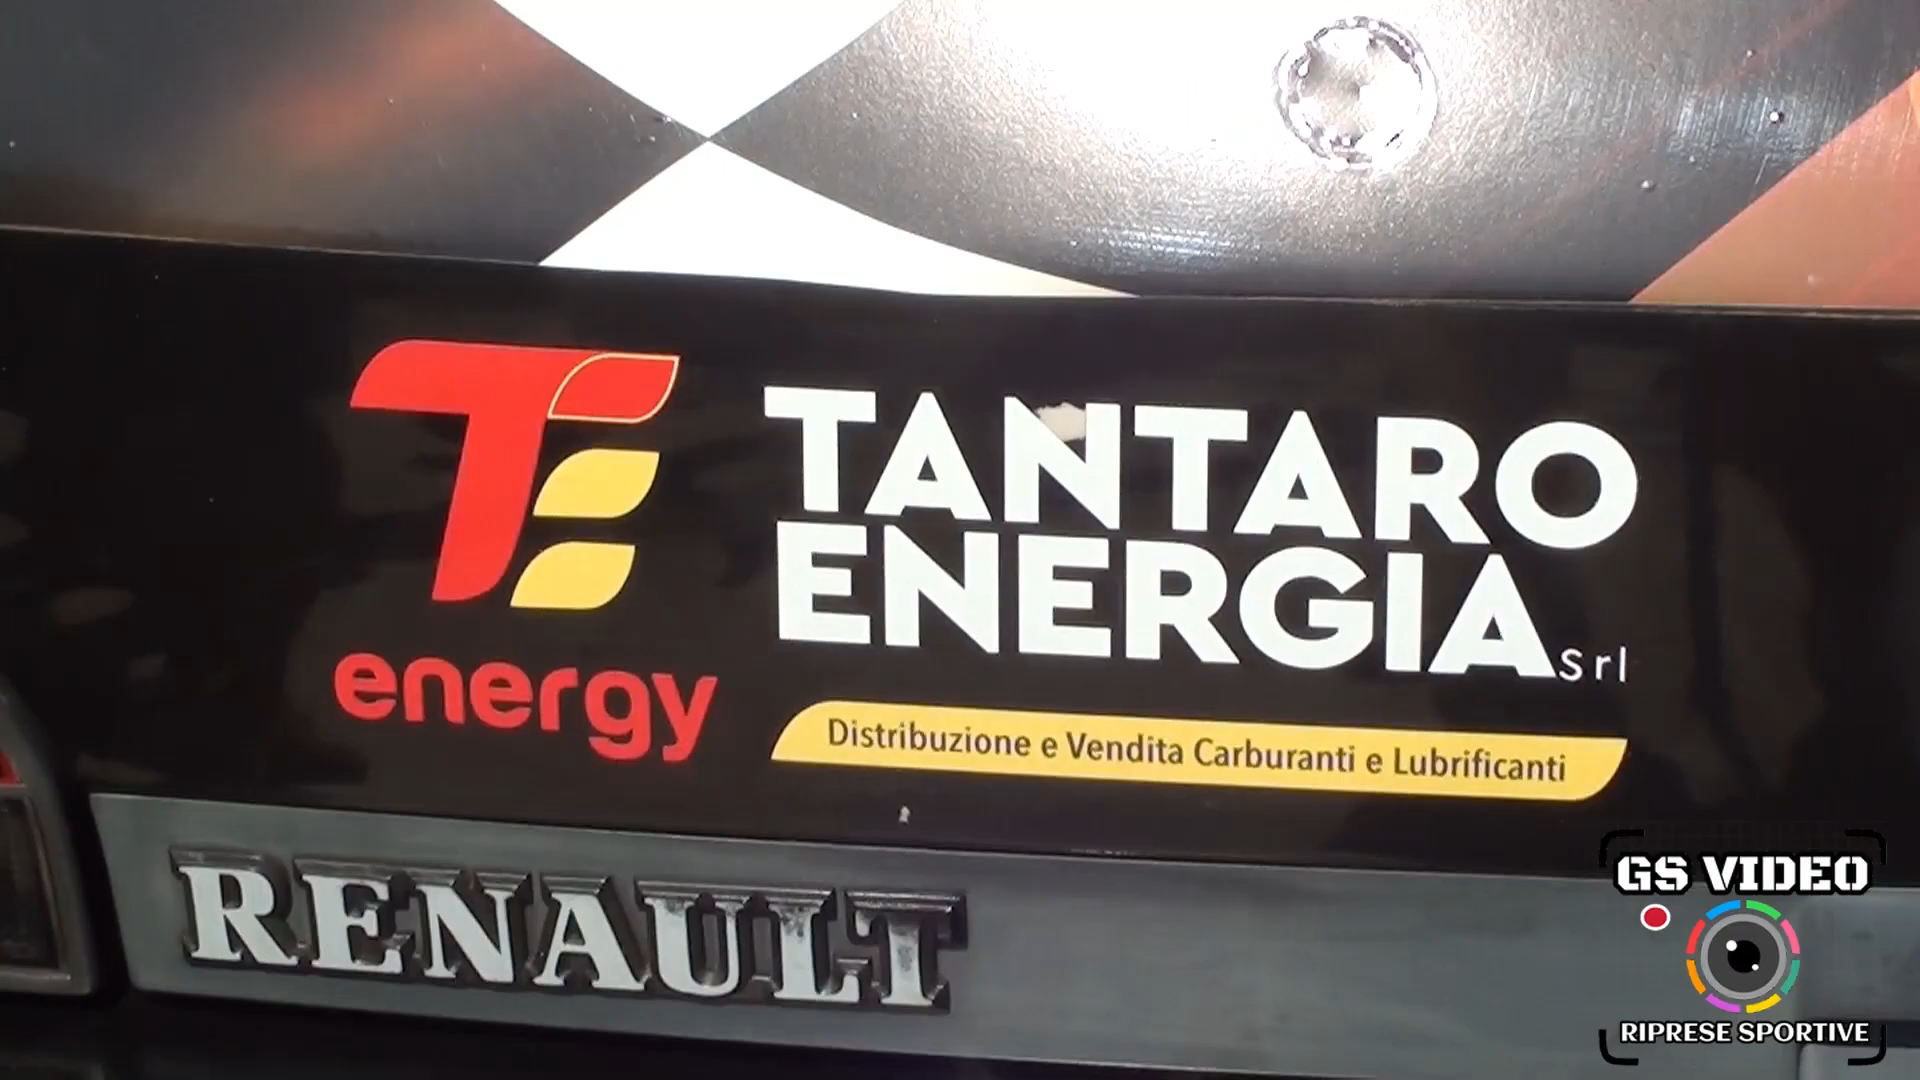 TANTARO
ENERGIA srl
energy
Distribuzione e Vendita Carburanti e Lubrificanti
RENAULT
GS VIDEO
RIPRESE SPORTIVE